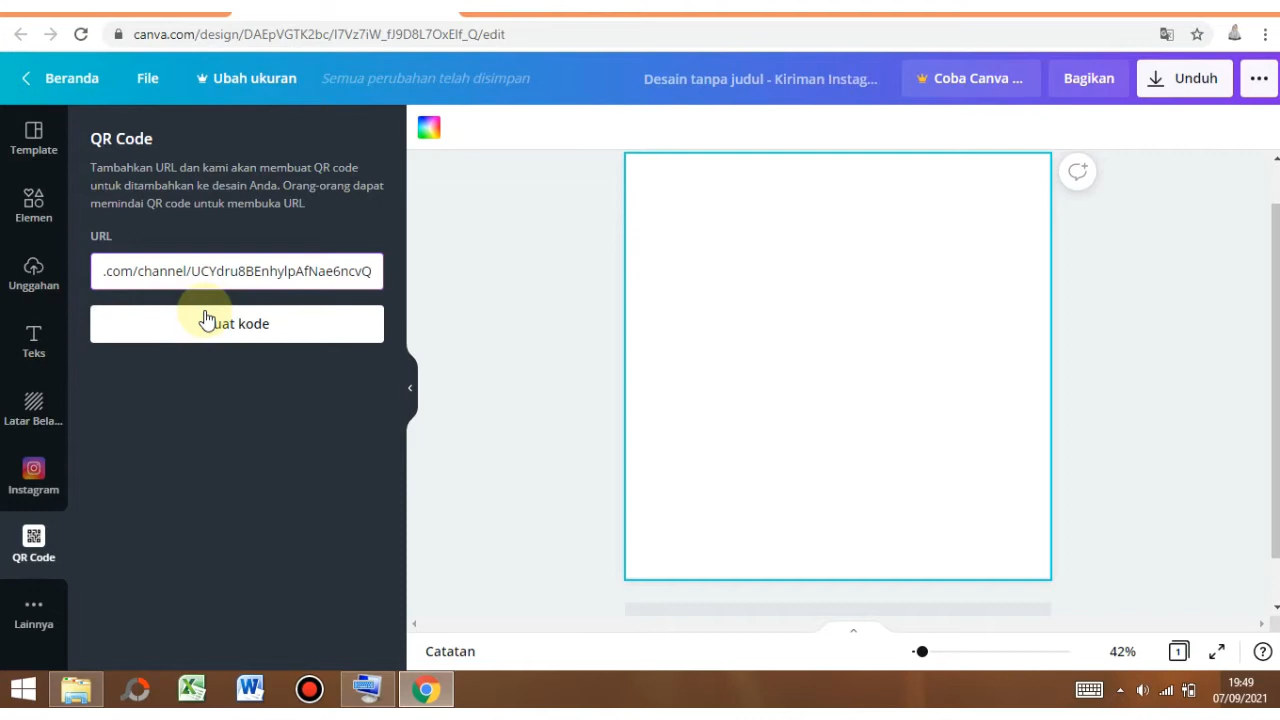 canva.com/design/DAEpVGTK2bc/I7Vz7iW_fJ9D8L7OxElf_Q/edit
Beranda
File
Ubah ukuran
Semua perubahan telah disimpan
Desain tanpa judul - Kiriman Instag...
Coba Canva ...
Bagikan
Unduh
Template
Elemen
Unggahan
Teks
Latar Bela...
Instagram
QR Code
Lainnya
QR Code
Tambahkan URL dan kami akan membuat QR code
untuk ditambahkan ke desain Anda. Orang-orang dapat
memindai QR code untuk membuka URL
URL
.com/channel/UCYdru8BEnhylpAfNae6ncvQ
kode
Catatan
42%
1
19:49
07/09/2021